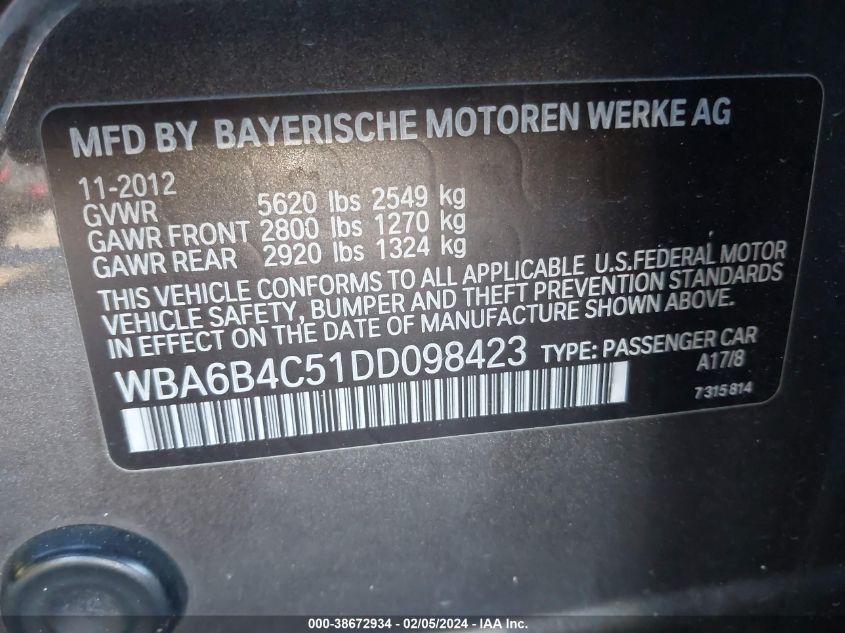 MFD BY BAYERISCHE MOTOREN WERKE AG
11-2012
GVWR 5620 lbs 2549 kg
GAWR FRONT 2800 lbs 1270 kg
GAWR REAR 2920 lbs 1324 kg
THIS VEHICLE CONFORMS TO ALL APPLICABLE U.S.FEDERAL MOTOR
VEHICLE SAFETY, BUMPER AND THEFT PREVENTION STANDARDS
IN EFFECT ON THE DATE OF MANUFACTURE SHOWN ABOVE.
WBA6B4C51DD098423 TYPE: PASSENGER CAR
A17/8
7 315 814
000-38672934 - 02/05/2024 - IAA Inc.